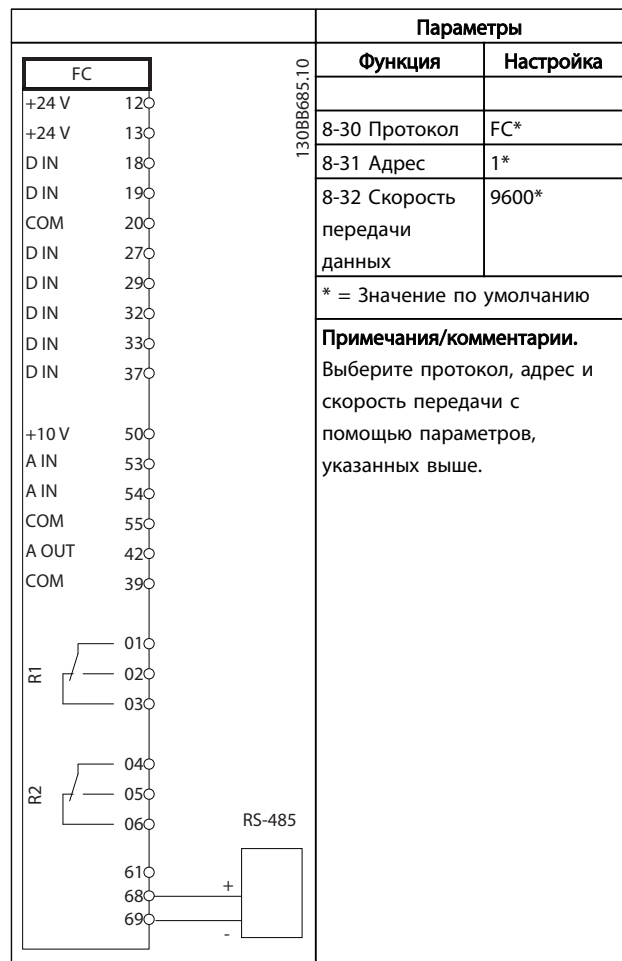 Параметры
Функция Настройка
8-30 Протокол FC*
8-31 Адрес 1*
8-32 Скорость 9600*
передачи
данных
* = Значение по умолчанию
Примечания/комментарии.
Выберите протокол, адрес и
скорость передачи с
помощью параметров,
указанных выше.
FC
130BB685.10
+24 V 12
+24 V 13
D IN 18
D IN 19
COM 20
D IN 27
D IN 29
D IN 32
D IN 33
D IN 37
+10 V 50
A IN 53
A IN 54
COM 55
A OUT 42
COM 39
R1
01
02
03
R2
04
05
06
RS-485
61
68 +
69 -